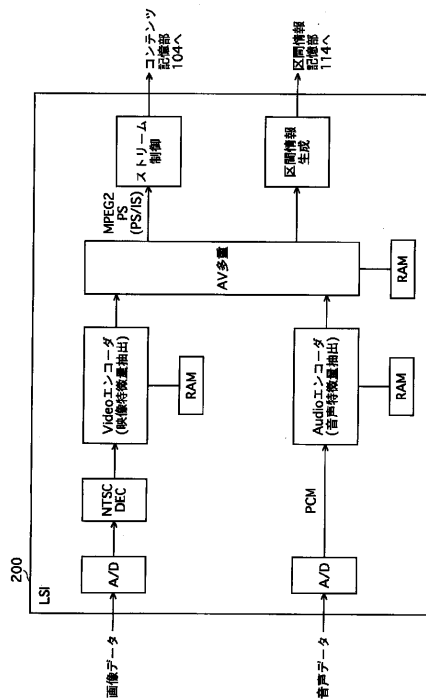 200
LSI
画像データ
A/D
NTSC
DEC
Videoエンコーダ
(映像特微量抽出)
RAM
音声データ
A/D
PCM
Audioエンコーダ
(音声特微量抽出)
RAM
AV多重
RAM
MPEG2
PS
(PS/IS)
ストリーム
制御
コンテンツ
記憶部
104へ
区間情報
生成
区間情報
記憶部
114へ